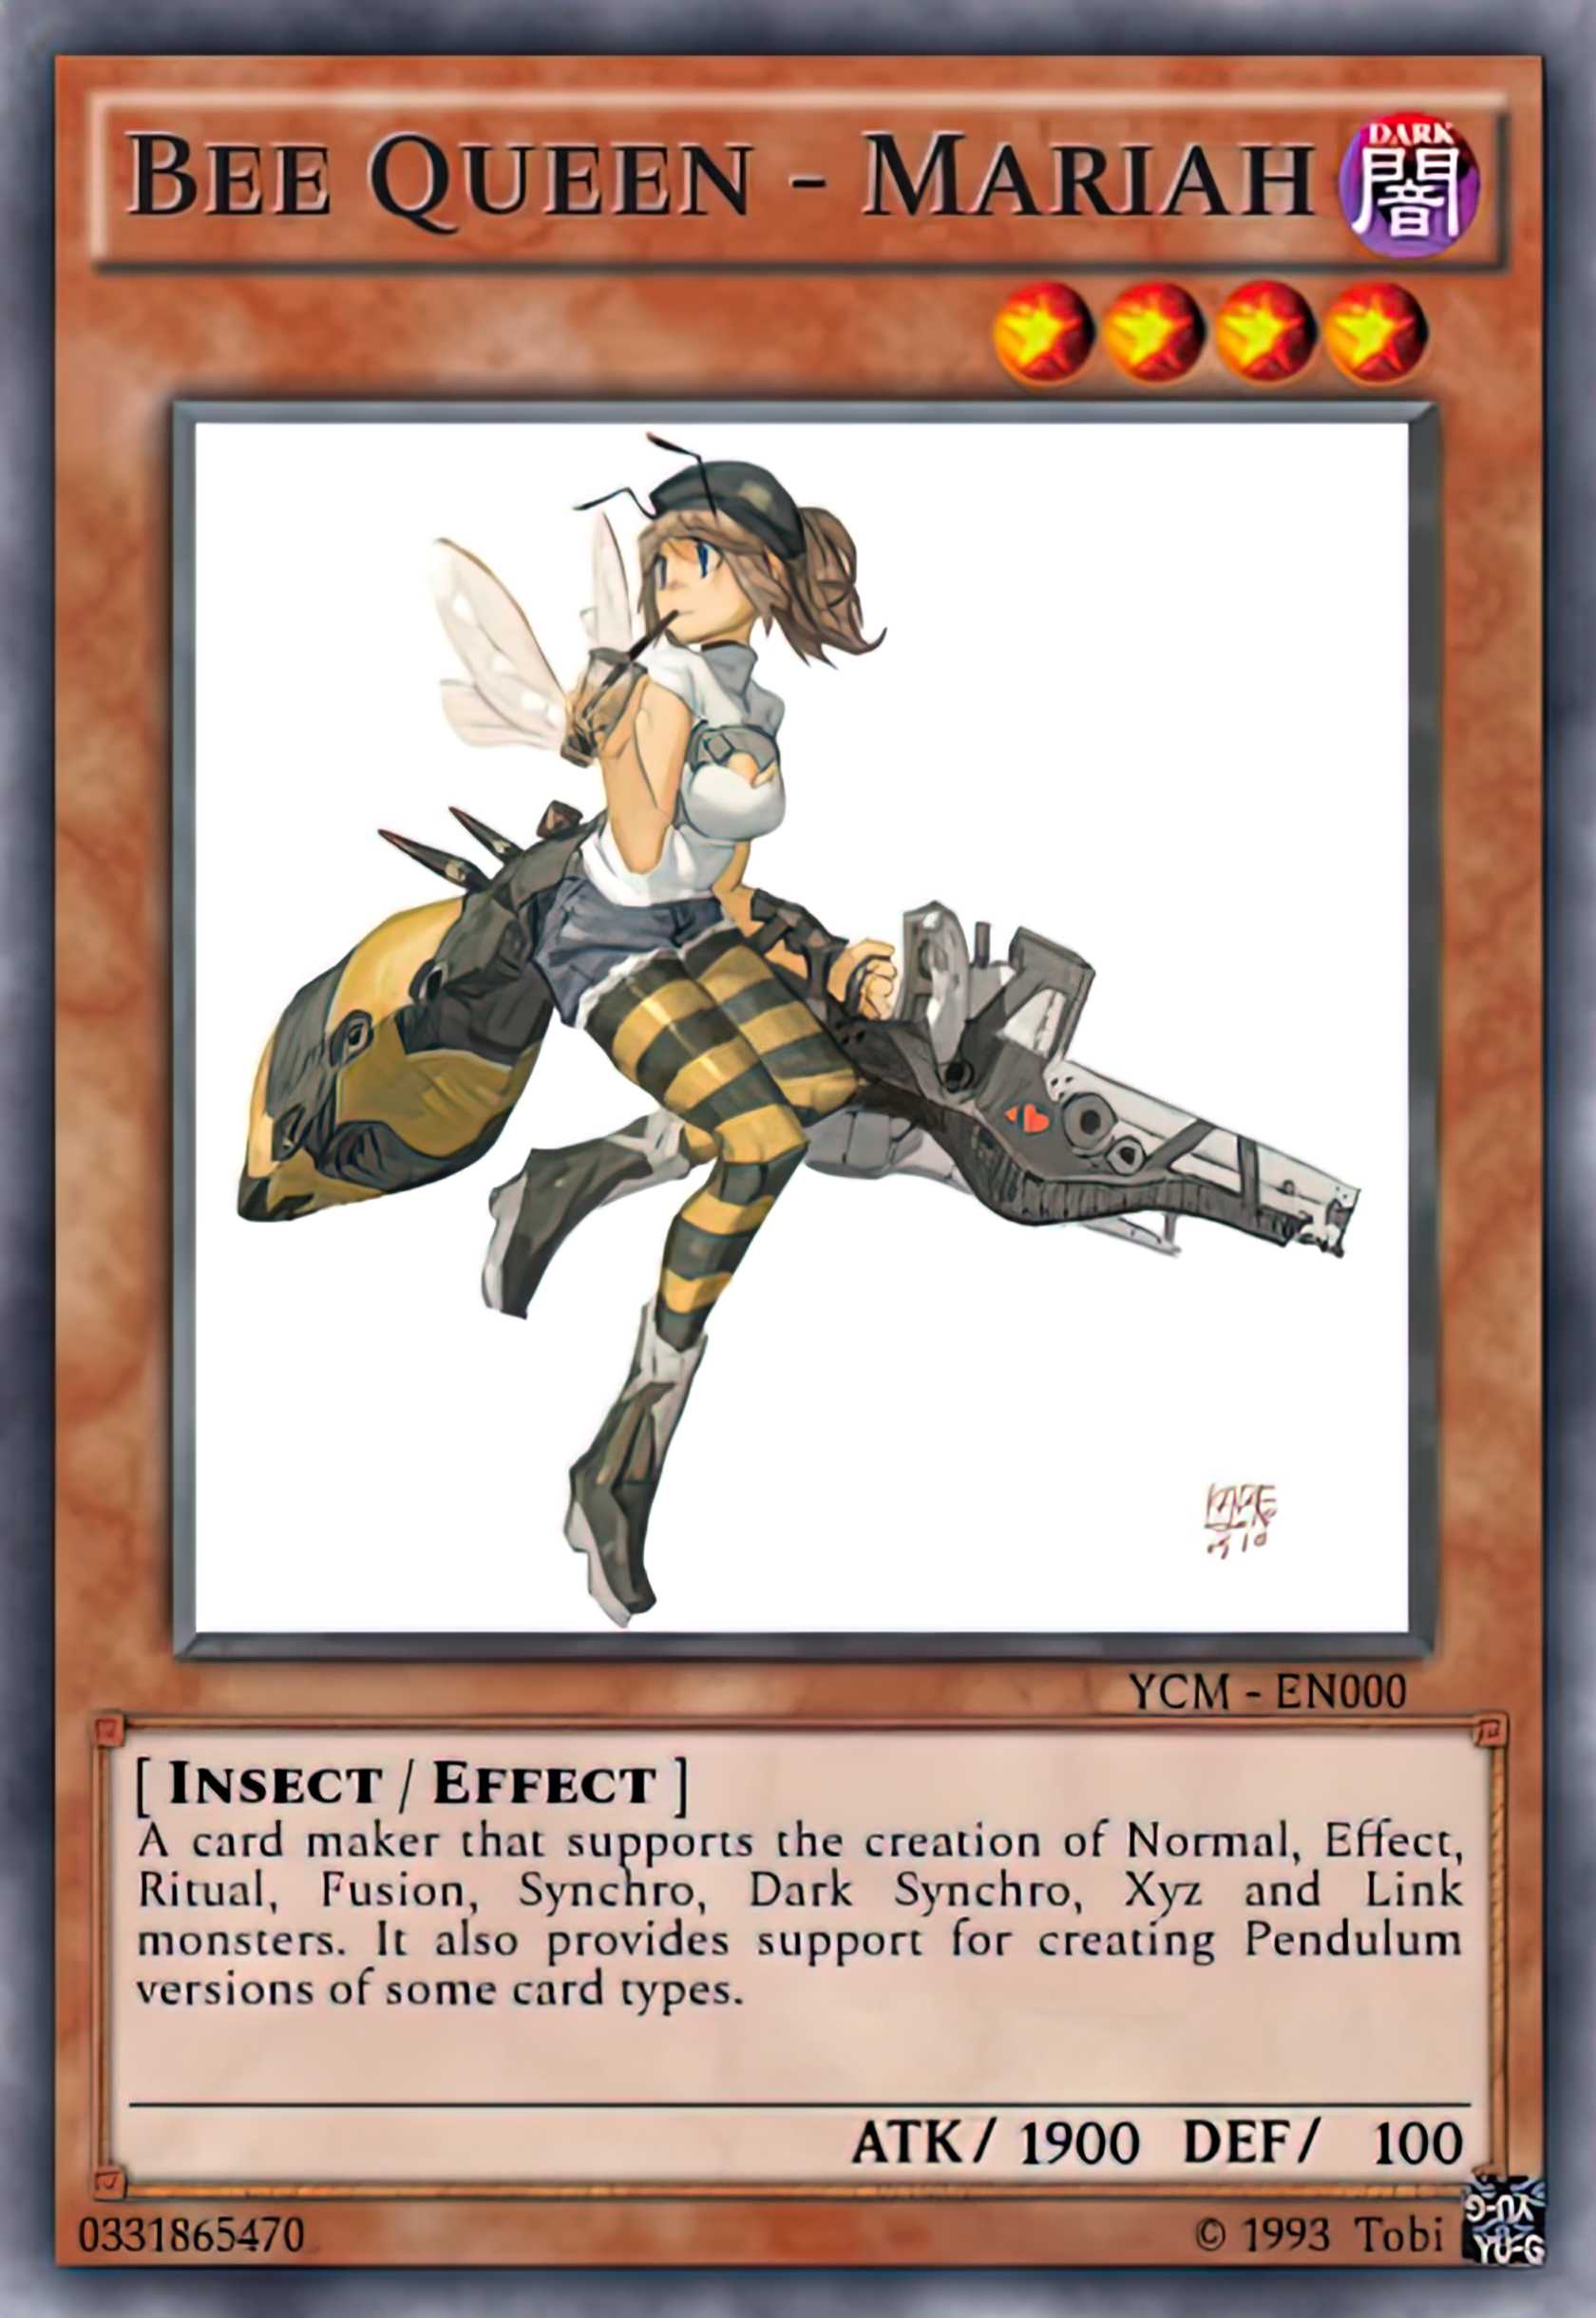 BEE QUEEN - MARIAH
DARK
闇
YCM - EN000
[ INSECT / EFFECT ]
A card maker that supports the creation of Normal, Effect,
Ritual, Fusion, Synchro, Dark Synchro, Xyz and Link
monsters. It also provides support for creating Pendulum
versions of some card types.
ATK / 1900 DEF / 100
0331865470
© 1993 Tobi